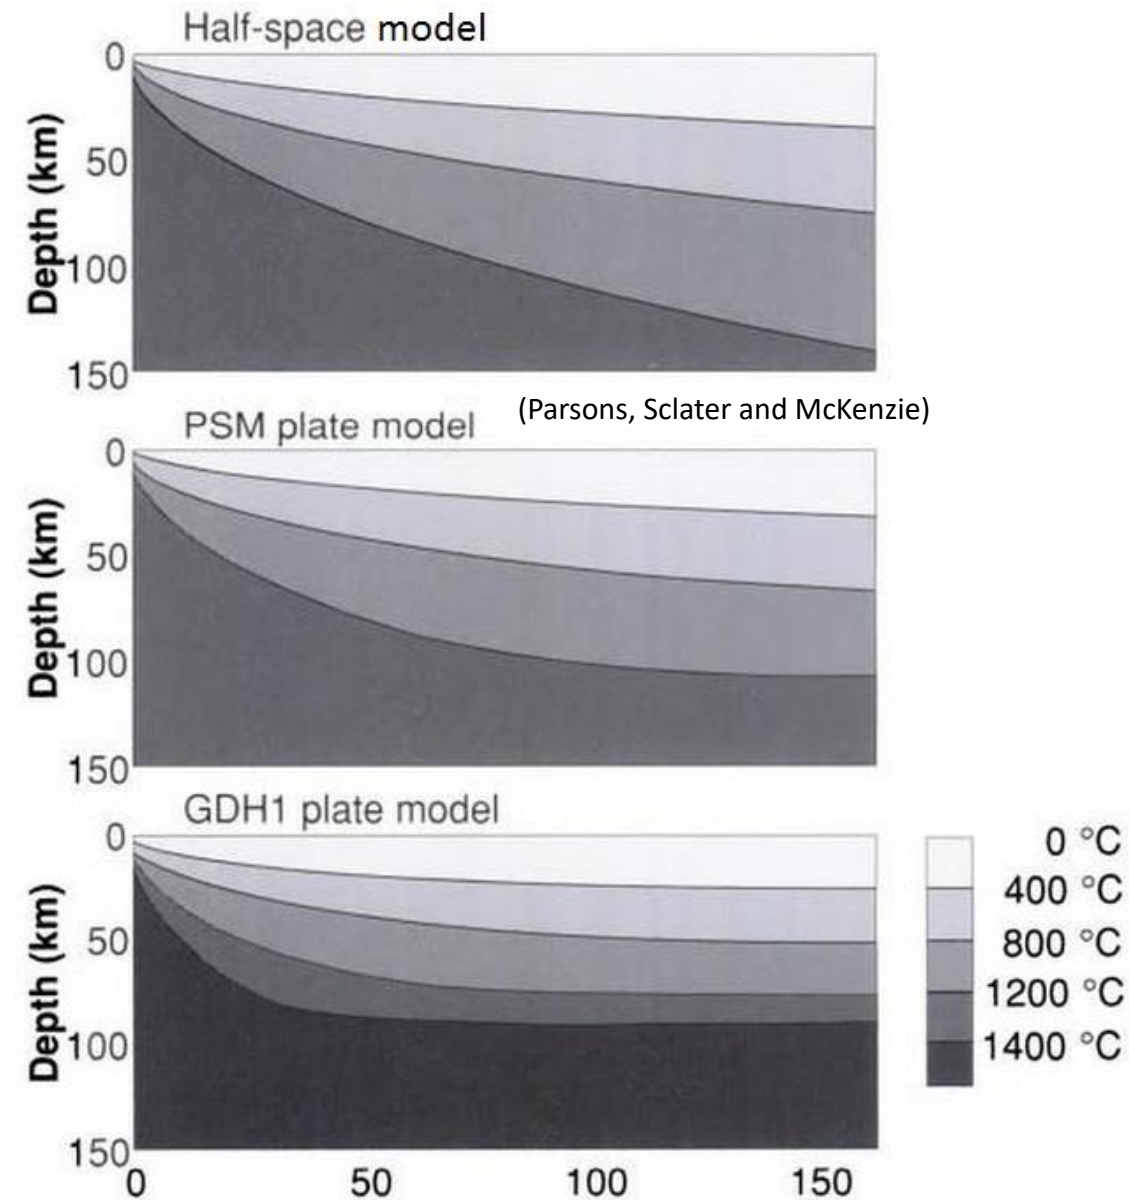 Half-space model
0
50
100
150
Depth (km)
(Parsons, Sclater and McKenzie)
PSM plate model
0
50
100
150
Depth (km)
GDH1 plate model
0
50
100
150
Depth (km)
0 °C
400 °C
800 °C
1200 °C
1400 °C
0 50 100 150